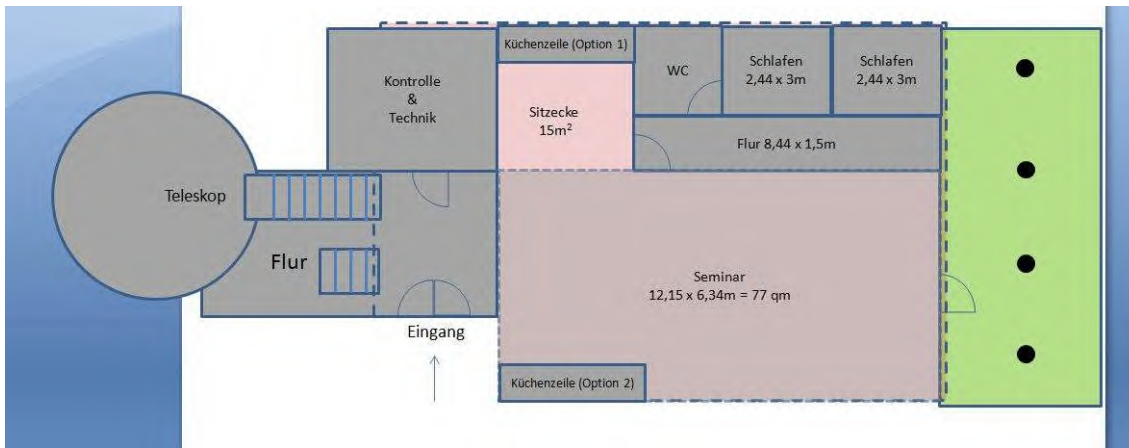 Küchenzeile (Option 1)
Kontrolle
&
Technik
WC
Schlafen
2,44 x 3m
Schlafen
2,44 x 3m
Sitzecke
15m²
Flur 8,44 x 1,5m
Teleskop
Flur
Seminar
12,15 x 6,34m = 77 qm
Eingang
Küchenzeile (Option 2)